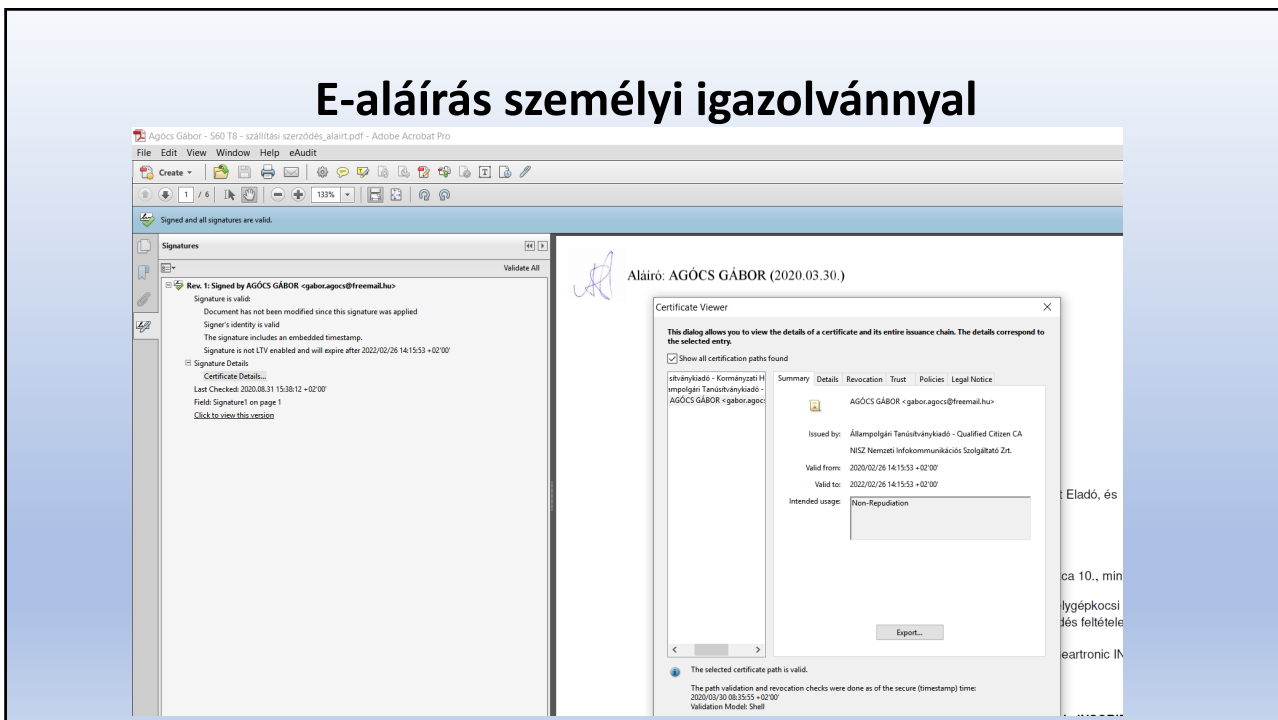 E-aláírás személyi igazolvánnyal
Agócs Gábor - S60 T8 - szállítási szerződés_alairt.pdf - Adobe Acrobat Pro
File Edit View Window Help eAudit
Create
1 / 6 133%
Signed and all signatures are valid.
Signatures
Validate All
Rev. 1: Signed by AGÓCS GÁBOR <gabor.agocs@freemail.hu>
Signature is valid:
Document has not been modified since this signature was applied
Signer's identity is valid
The signature includes an embedded timestamp.
Signature is not LTV enabled and will expire after 2022/02/26 14:15:53 +02'00'
Signature Details
Certificate Details...
Last Checked: 2020.08.31 15:38:12 +02'00'
Field: Signature1 on page 1
Click to view this version
Aláíró: AGÓCS GÁBOR (2020.03.30.)
Certificate Viewer
This dialog allows you to view the details of a certificate and its entire issuance chain. The details correspond to
the selected entry.
Show all certification paths found
sítványkiadó - Kormányzati H
ampolgári Tanúsítványkiadó -
AGÓCS GÁBOR <gabor.agocs
Summary Details Revocation Trust Policies Legal Notice
AGÓCS GÁBOR <gabor.agocs@freemail.hu>
Issued by: Állampolgári Tanúsítványkiadó - Qualified Citizen CA
NISZ Nemzeti Infokommunikációs Szolgáltató Zrt.
Valid from: 2020/02/26 14:15:53 +02'00'
Valid to: 2022/02/26 14:15:53 +02'00'
Intended usage: Non-Repudiation
Export...
The selected certificate path is valid.
The path validation and revocation checks were done as of the secure (timestamp) time:
2020/03/30 08:35:55 +02'00'
Validation Model: Shell
t Eladó, és
ca 10., min
lygépkocsi
dés feltétele
eartronic IN